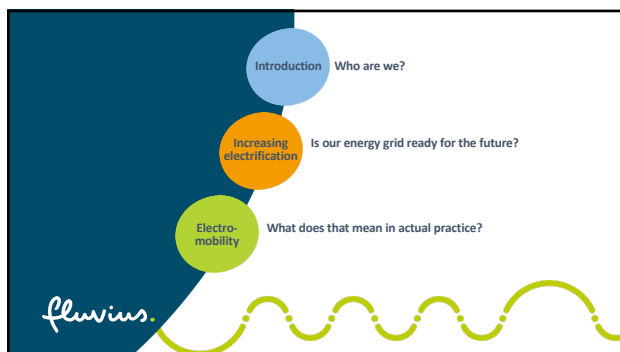 Introduction
Who are we?
Increasing
electrification
Is our energy grid ready for the future?
Electro-
mobility
What does that mean in actual practice?
fluvius.